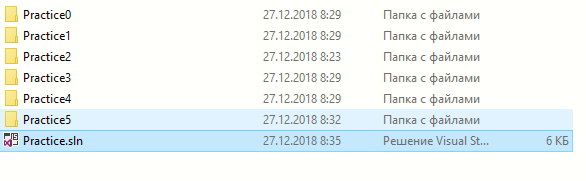 Practice0 27.12.2018 8:29 Папка с файлами
Practice1 27.12.2018 8:29 Папка с файлами
Practice2 27.12.2018 8:23 Папка с файлами
Practice3 27.12.2018 8:29 Папка с файлами
Practice4 27.12.2018 8:29 Папка с файлами
Practice5 27.12.2018 8:32 Папка с файлами
Practice.sln 27.12.2018 8:35 Решение Visual St... 6 КБ